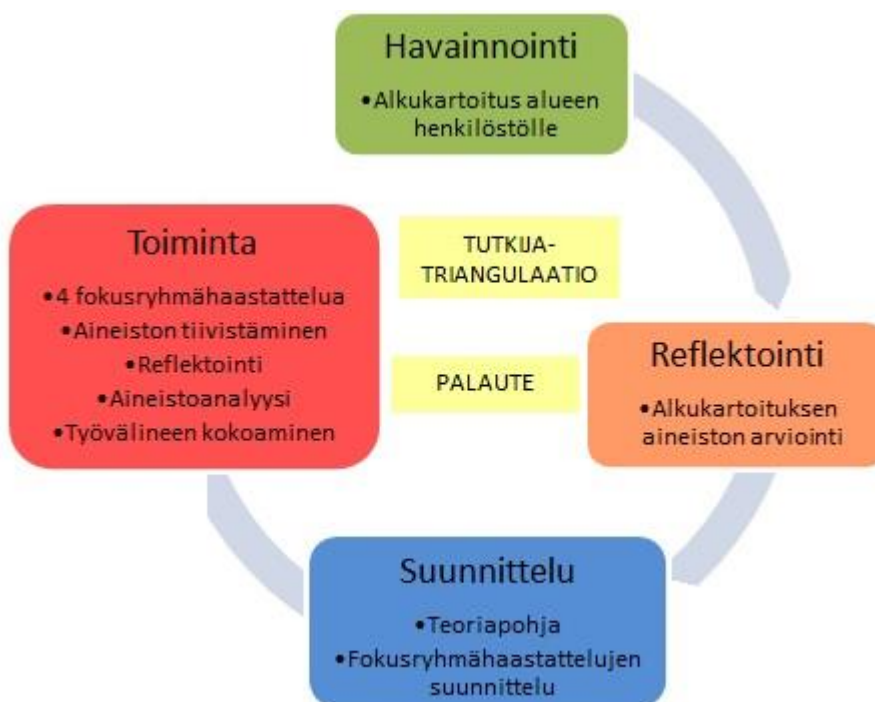 Havainnointi
•Alkukartoitus alueen
henkilöstölle
Toiminta
•4 fokusryhmähaastattelua
•Aineiston tiivistäminen
•Reflektointi
•Aineistoanalyysi
•Työvälineen kokoaminen
TUTKIJA-
TRIANGULAATIO
PALAUTE
Reflektointi
•Alkukartoituksen
aineiston arviointi
Suunnittelu
•Teoriapohja
•Fokusryhmähaastattelujen
suunnittelu